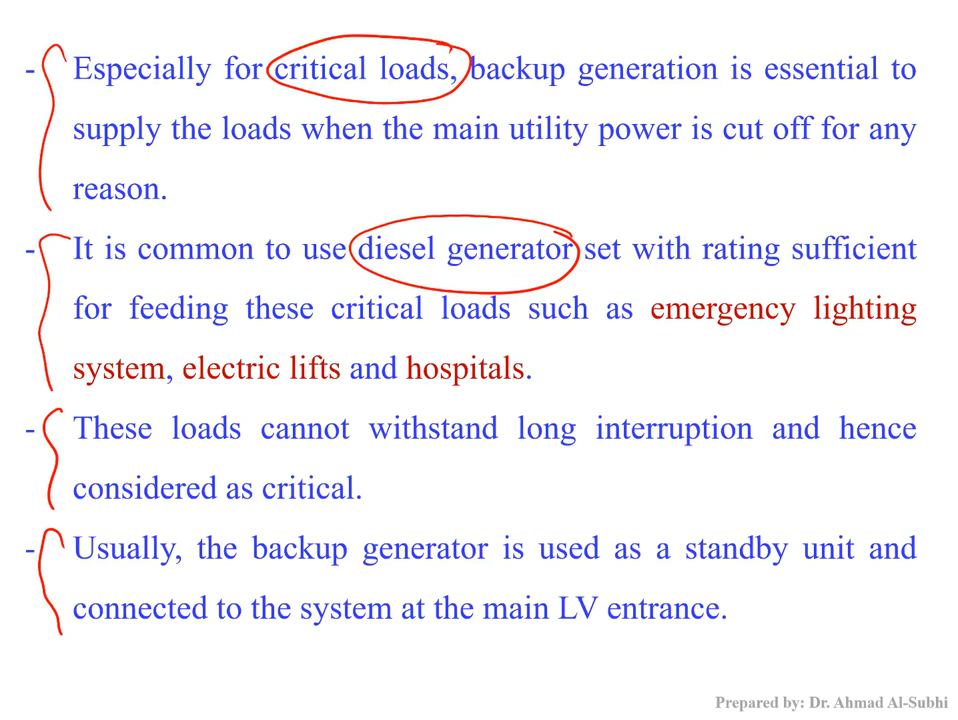 - Especially for critical loads, backup generation is essential to
supply the loads when the main utility power is cut off for any
reason.
- It is common to use diesel generator set with rating sufficient
for feeding these critical loads such as emergency lighting
system, electric lifts and hospitals.
- These loads cannot withstand long interruption and hence
considered as critical.
- Usually, the backup generator is used as a standby unit and
connected to the system at the main LV entrance.
Prepared by: Dr. Ahmad Al-Subhi